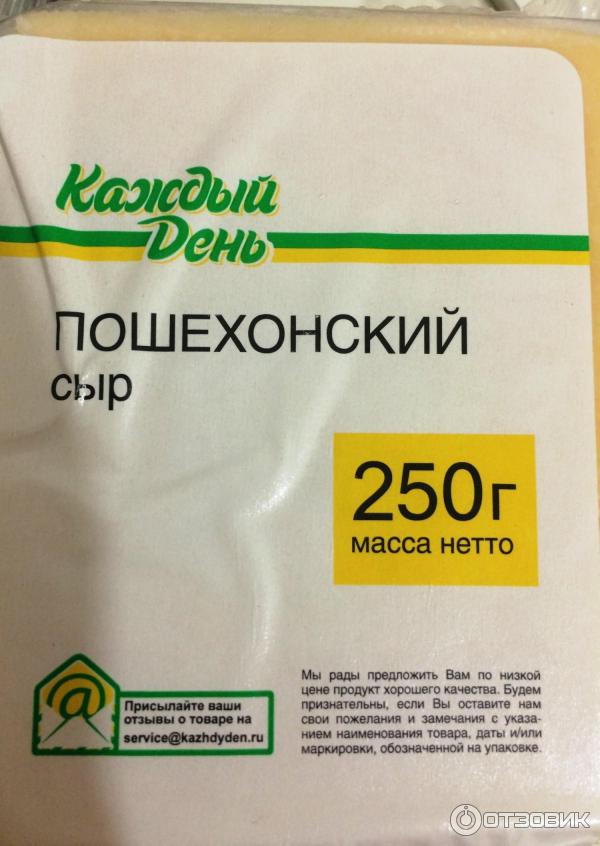 Каждый
День
ПОШЕХОНСКИЙ
сыр
250г
масса нетто
@
Присылайте ваши
отзывы о товаре на
service@kazhdyden.ru
Мы рады предложить Вам по низкой
цене продукт хорошего качества. Будем
признательны, если Вы оставите нам
свои пожелания и замечания с указа-
нием наименования товара, даты и/или
маркировки, обозначенной на упаковке.
ОТЗОВИК